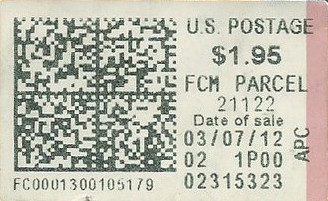 U.S. POSTAGE
$1.95
FCM PARCEL
21122
Date of sale
03/07/12
02 1P00
02315323
APC
FC0001300105179